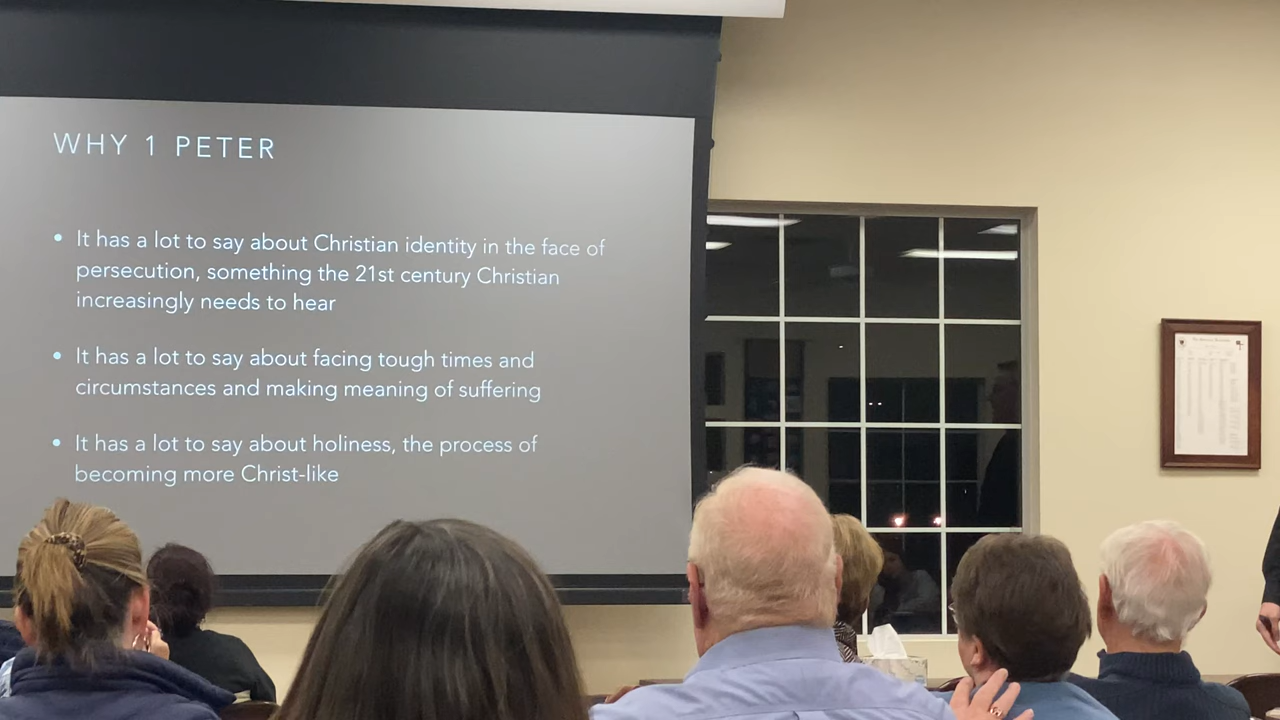 WHY 1 PETER
• It has a lot to say about Christian identity in the face of
persecution, something the 21st century Christian
increasingly needs to hear
• It has a lot to say about facing tough times and
circumstances and making meaning of suffering
• It has a lot to say about holiness, the process of
becoming more Christ-like